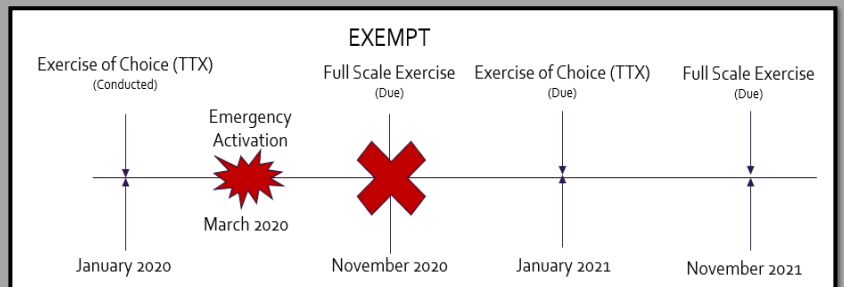 EXEMPT
Exercise of Choice (TTX)
(Conducted)
Emergency
Activation
March 2020
January 2020
Full Scale Exercise
(Due)
November 2020
Exercise of Choice (TTX)
(Due)
January 2021
Full Scale Exercise
(Due)
November 2021